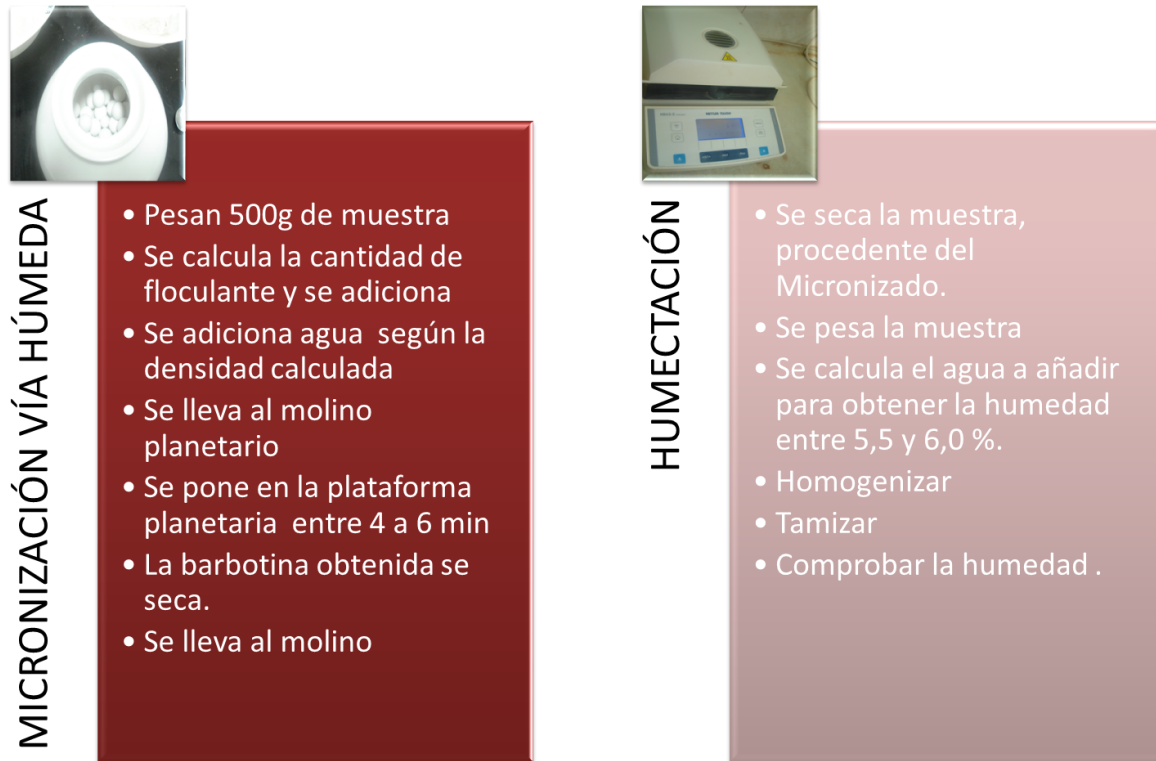 MICRONIZACIÓN VÍA HÚMEDA
• Pesan 500g de muestra
• Se calcula la cantidad de
floculante y se adiciona
• Se adiciona agua según la
densidad calculada
• Se lleva al molino
planetario
• Se pone en la plataforma
planetaria entre 4 a 6 min
• La barbotina obtenida se
seca.
• Se lleva al molino
HUMECTACIÓN
• Se seca la muestra,
procedente del
Micronizado.
• Se pesa la muestra
• Se calcula el agua a añadir
para obtener la humedad
entre 5,5 y 6,0 %.
• Homogenizar
• Tamizar
• Comprobar la humedad .